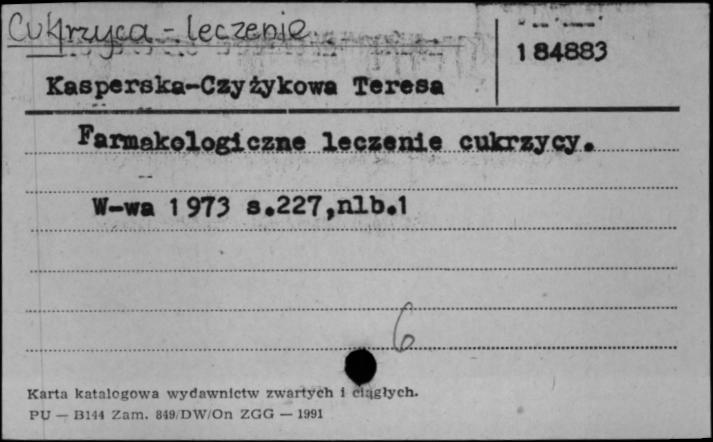 Cukrzyca - leczenie
184883
Kasperska-Czyżykowa Teresa
Farmakologiczne leczenie cukrzycy.
W-wa 1973 s.227,nlb.1
6
Karta katalogowa wydawnictw zwartych i ciągłych.
PU — B144 Zam. 849/DW/On ZGG — 1991